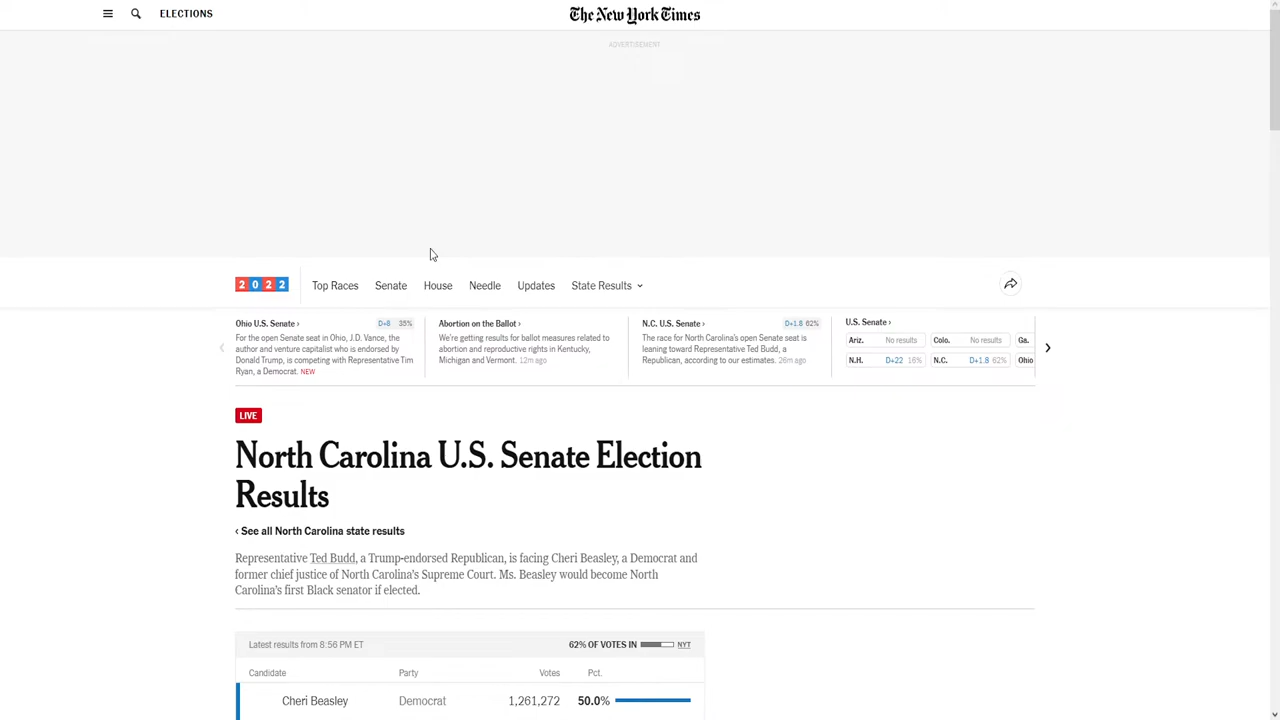 ELECTIONS
The New York Times
ADVERTISEMENT
2022
Top Races
Senate
House
Needle
Updates
State Results
Ohio U.S. Senate ›
D+8 35%
For the open Senate seat in Ohio, J.D. Vance, the
author and venture capitalist who is endorsed by
Donald Trump, is competing with Representative Tim
Ryan, a Democrat. NEW
Abortion on the Ballot ›
We're getting results for ballot measures related to
abortion and reproductive rights in Kentucky,
Michigan and Vermont. 12m ago
N.C. U.S. Senate ›
D+1.8 62%
The race for North Carolina's open Senate seat is
leaning toward Representative Ted Budd, a
Republican, according to our estimates. 26m ago
U.S. Senate ›
Ariz. No results
Colo. No results
Ga.
N.H. D+22 16%
N.C. D+1.8 62%
Ohio
LIVE
North Carolina U.S. Senate Election
Results
‹ See all North Carolina state results
Representative Ted Budd, a Trump-endorsed Republican, is facing Cheri Beasley, a Democrat and
former chief justice of North Carolina's Supreme Court. Ms. Beasley would become North
Carolina's first Black senator if elected.
Latest results from 8:56 PM ET
62% OF VOTES IN
NYT
Candidate Party Votes Pct.
Cheri Beasley Democrat 1,261,272 50.0%